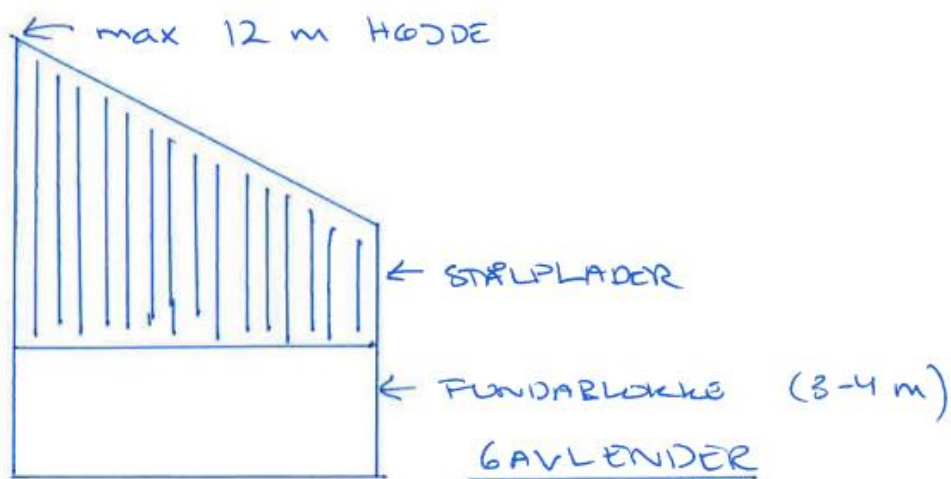 max 12 m HØJDE
STÅLPLADER
FUNDABLOKKE (3-4 m)
GAVLENDER